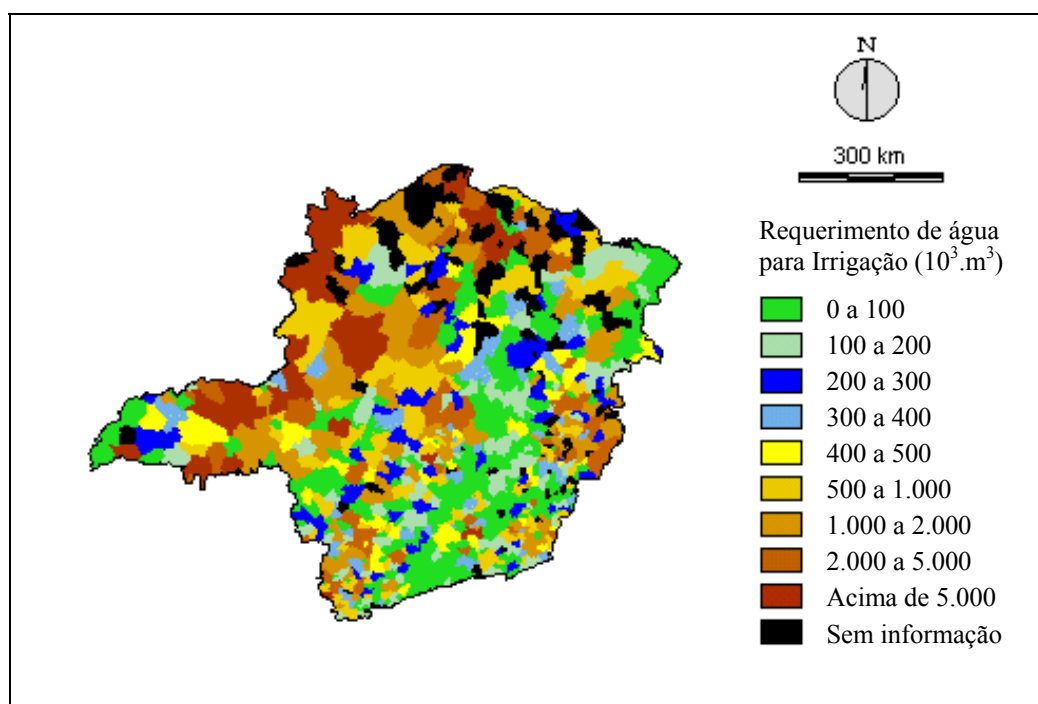 N
300 km
Requerimento de água
para Irrigação (10³.m³)
0 a 100
100 a 200
200 a 300
300 a 400
400 a 500
500 a 1.000
1.000 a 2.000
2.000 a 5.000
Acima de 5.000
Sem informação